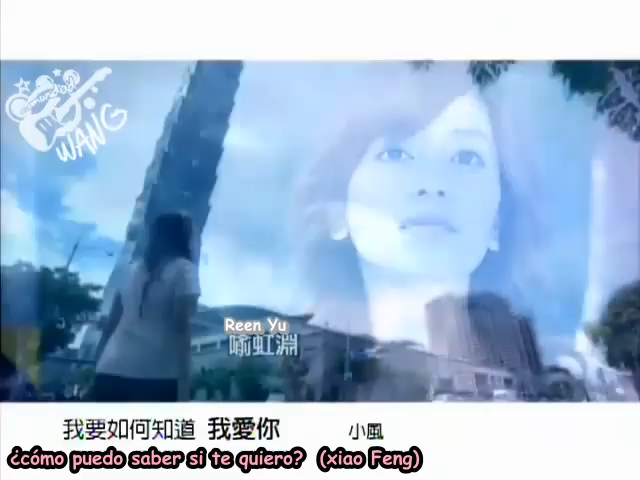 Comunidad
WANG
Reen Yu
喻虹淵
我要如何知道 我愛你 小風
¿cómo puedo saber si te quiero? (xiao Feng)